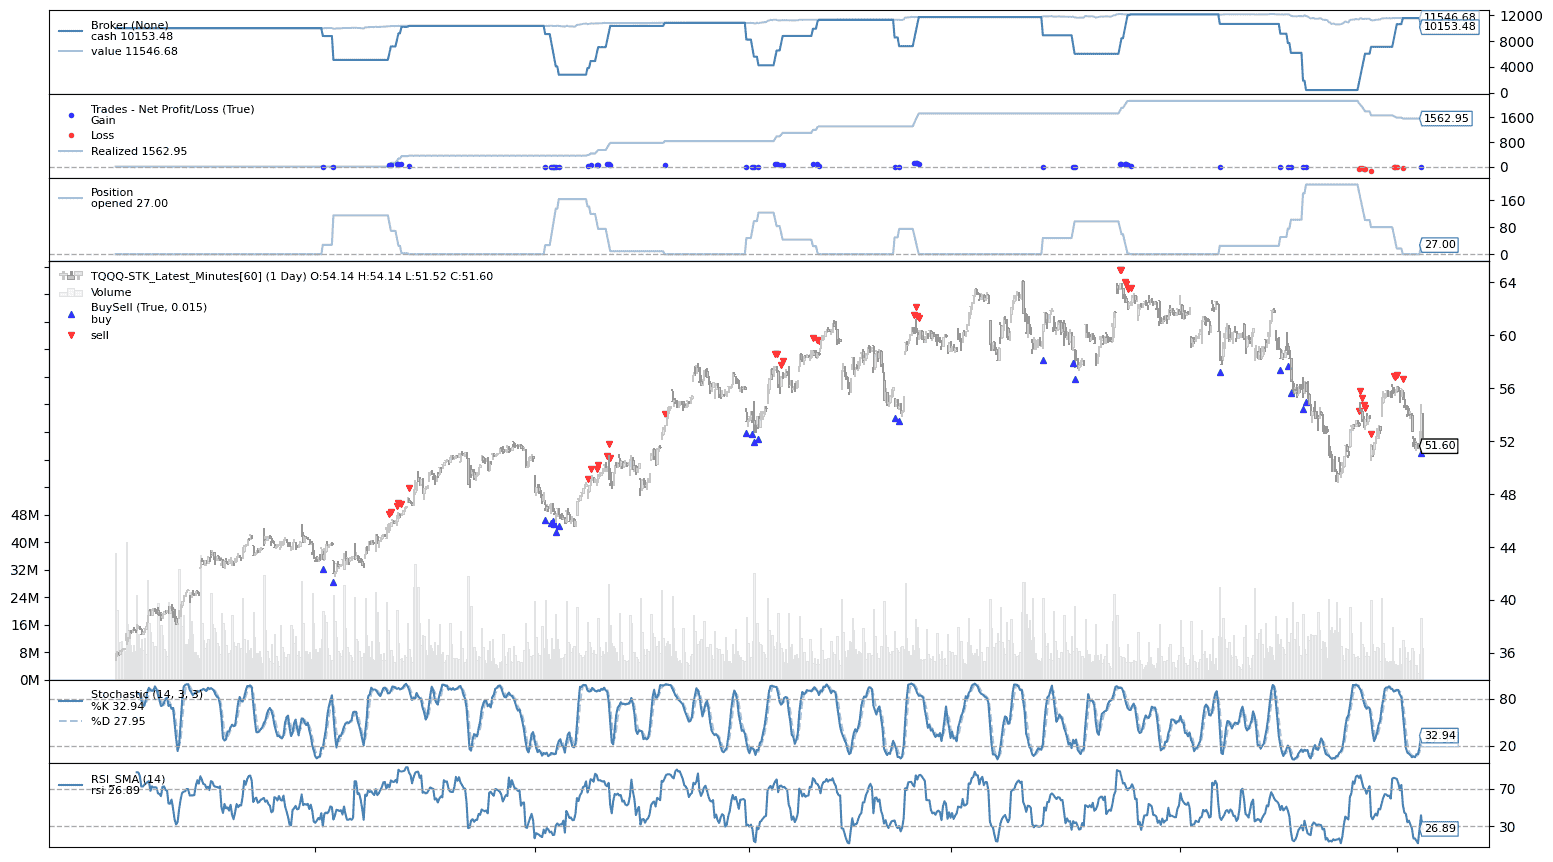 Broker (None)
cash 10153.48
value 11546.68
11546.68
10153.48
12000
8000
4000
0
Trades - Net Profit/Loss (True)
Gain
Loss
Realized 1562.95
1562.95
1600
800
0
Position
opened 27.00
27.00
160
80
0
TQQQ-STK_Latest_Minutes[60] (1 Day) O:54.14 H:54.14 L:51.52 C:51.60
Volume
BuySell (True, 0.015)
buy
sell
64
60
56
52
51.60
48
44
40
36
48M
40M
32M
24M
16M
8M
0M
Stochastic (14, 3, 3)
%K 32.94
%D 27.95
80
32.94
20
RSI_SMA (14)
rsi 26.89
70
30
26.89